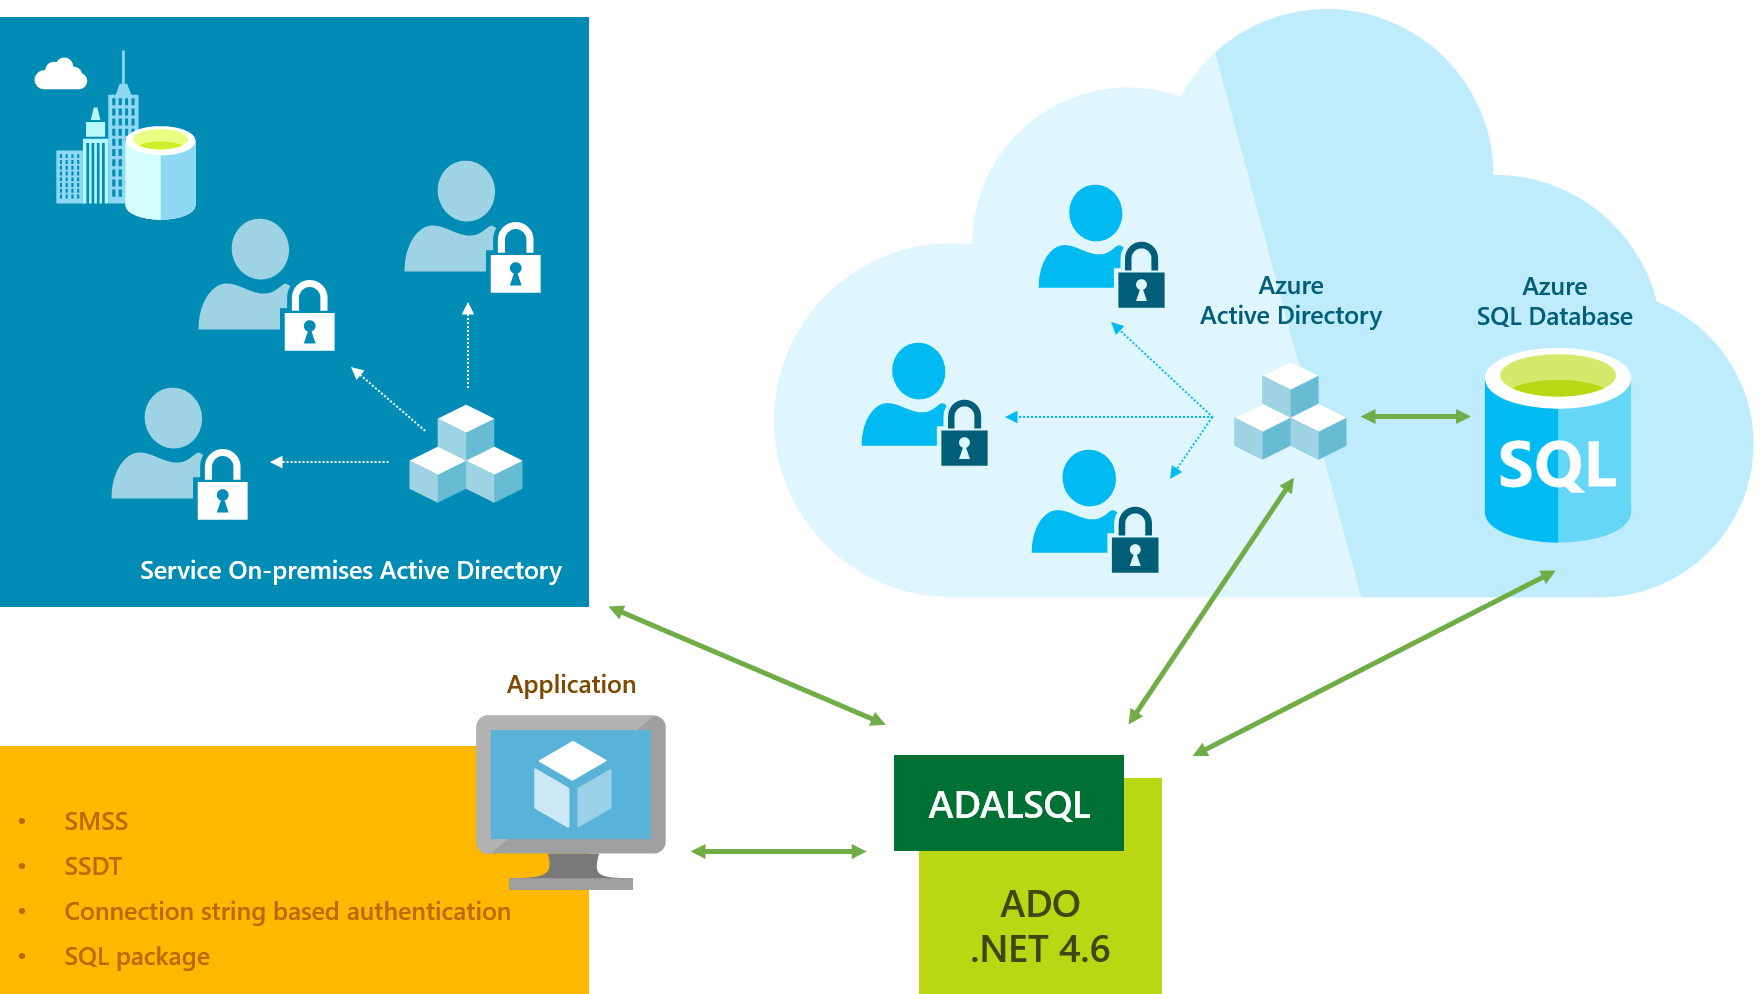 Service On-premises Active Directory
Azure
Active Directory
Azure
SQL Database
SQL
Application
• SMSS
• SSDT
• Connection string based authentication
• SQL package
ADALSQL
ADO
.NET 4.6